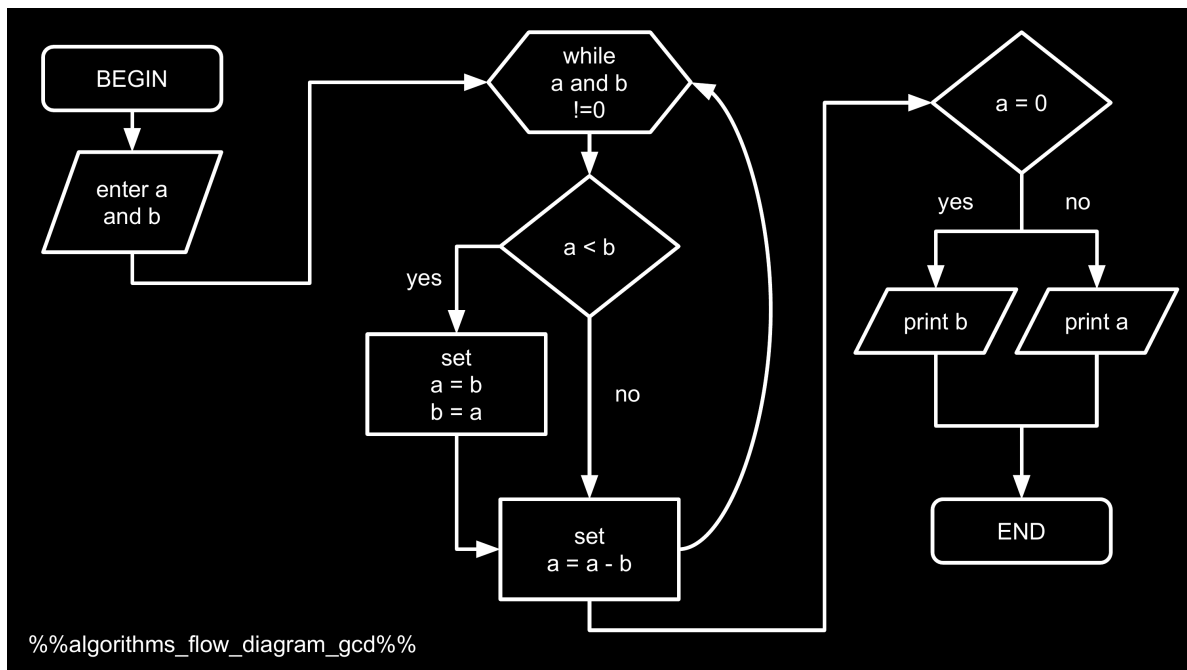 BEGIN
enter a
and b
while
a and b
!=0
a < b
yes
set
a = b
b = a
no
set
a = a - b
a = 0
yes
no
print b
print a
END
%%algorithms_flow_diagram_gcd%%